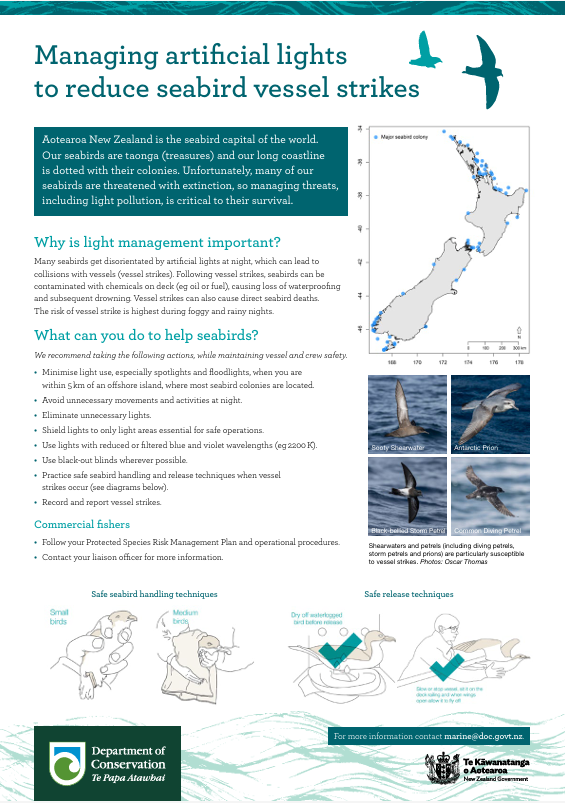 Managing artificial lights
to reduce seabird vessel strikes
Aotearoa New Zealand is the seabird capital of the world.
Our seabirds are taonga (treasures) and our long coastline
is dotted with their colonies. Unfortunately, many of our
seabirds are threatened with extinction, so managing threats,
including light pollution, is critical to their survival.
Major seabird colony
-34
-36
-38
-40
-42
-44
-46
168
170
172
174
176
178
0 100 200 300 km
N
Why is light management important?
Many seabirds get disorientated by artificial lights at night, which can lead to
collisions with vessels (vessel strikes). Following vessel strikes, seabirds can be
contaminated with chemicals on deck (eg oil or fuel), causing loss of waterproofing
and subsequent drowning. Vessel strikes can also cause direct seabird deaths.
The risk of vessel strike is highest during foggy and rainy nights.
What can you do to help seabirds?
We recommend taking the following actions, while maintaining vessel and crew safety.
• Minimise light use, especially spotlights and floodlights, when you are
within 5 km of an offshore island, where most seabird colonies are located.
• Avoid unnecessary movements and activities at night.
• Eliminate unnecessary lights.
• Shield lights to only light areas essential for safe operations.
• Use lights with reduced or filtered blue and violet wavelengths (eg 2200 K).
• Use black-out blinds wherever possible.
• Practice safe seabird handling and release techniques when vessel
strikes occur (see diagrams below).
• Record and report vessel strikes.
Commercial fishers
• Follow your Protected Species Risk Management Plan and operational procedures.
• Contact your liaison officer for more information.
Sooty Shearwater
Antarctic Prion
Black-bellied Storm Petrel
Common Diving Petrel
Shearwaters and petrels (including diving petrels,
storm petrels and prions) are particularly susceptible
to vessel strikes. Photos: Oscar Thomas
Safe seabird handling techniques
Small
birds
Medium
birds
Safe release techniques
Dry off waterlogged
bird before release
Slow or stop vessel, sit it on the
deck railing and when wings
open allow it to fly off.
For more information contact marine@doc.govt.nz.
Department of
Conservation
Te Papa Atawhai
Te Kāwanatanga
o Aotearoa
New Zealand Government